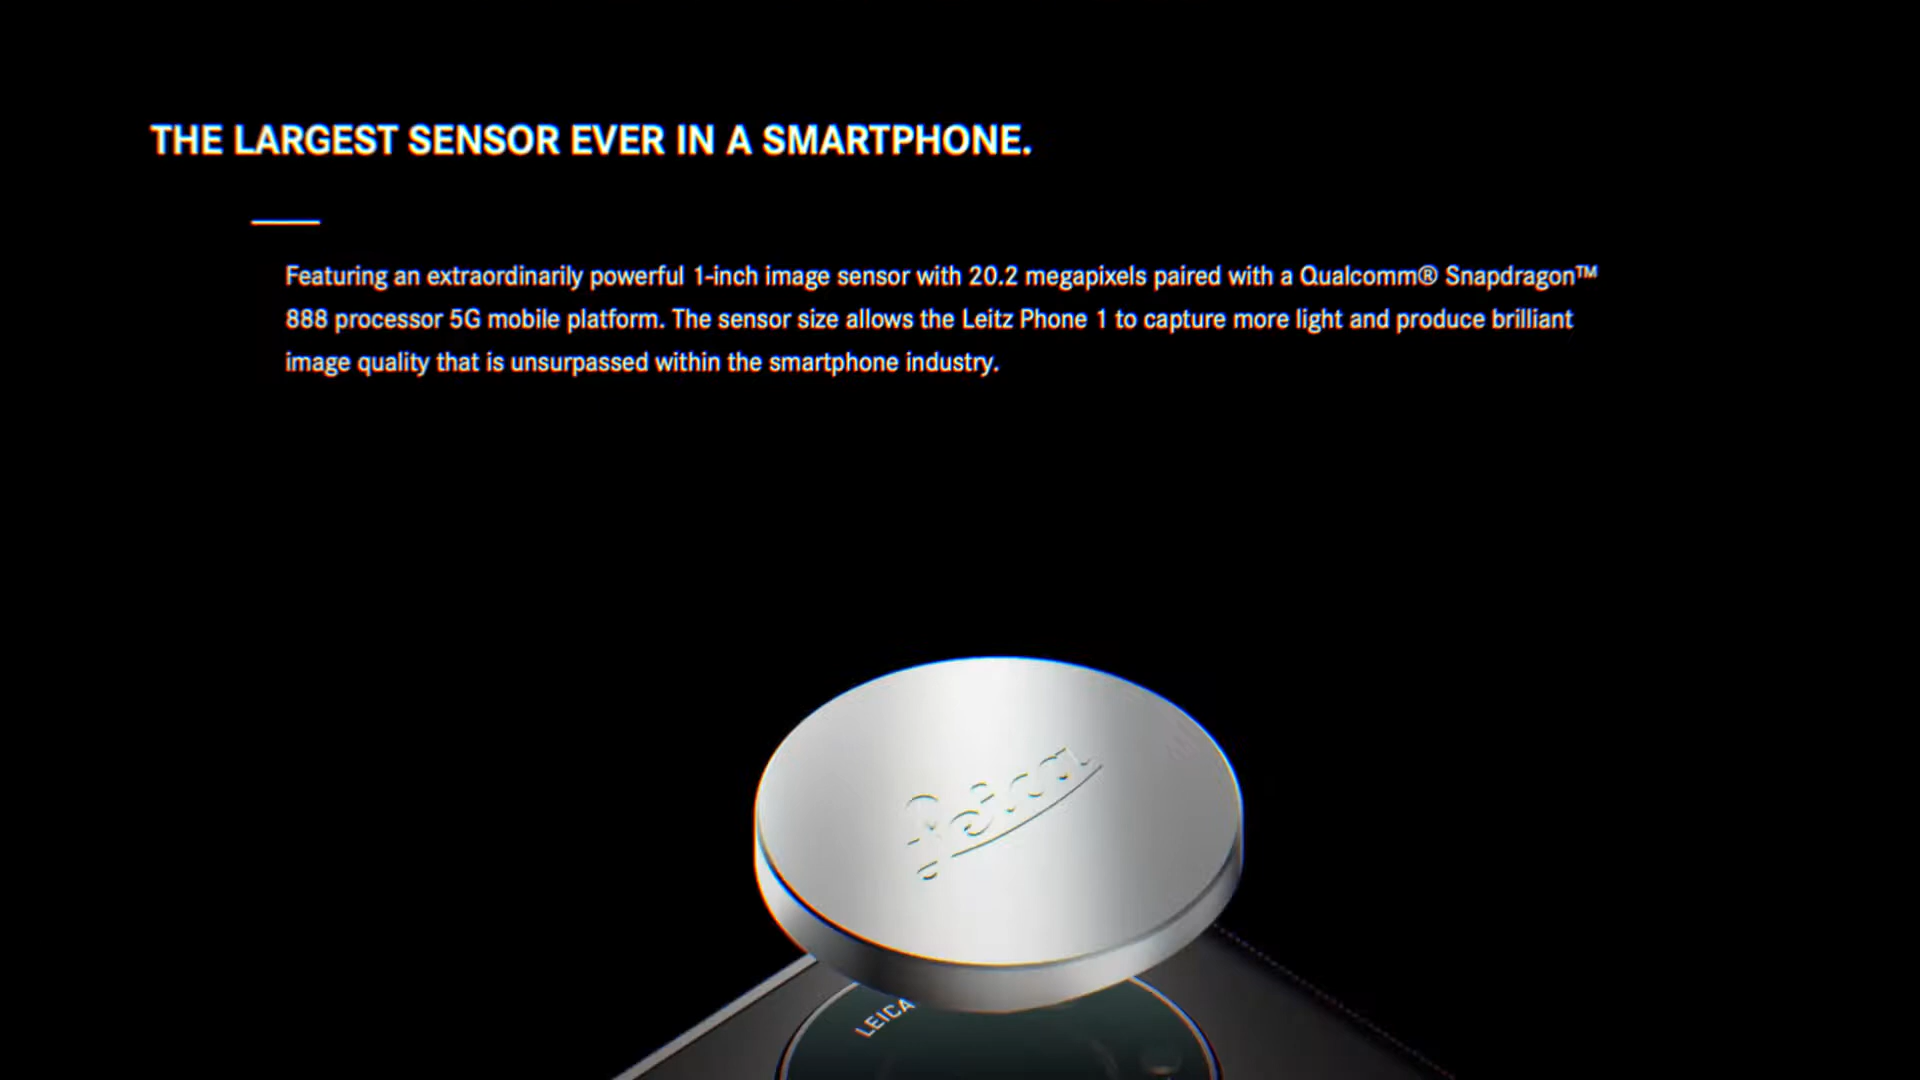 THE LARGEST SENSOR EVER IN A SMARTPHONE.
Featuring an extraordinarily powerful 1-inch image sensor with 20.2 megapixels paired with a Qualcomm® Snapdragon™
888 processor 5G mobile platform. The sensor size allows the Leitz Phone 1 to capture more light and produce brilliant
image quality that is unsurpassed within the smartphone industry.
Leica
LEICA